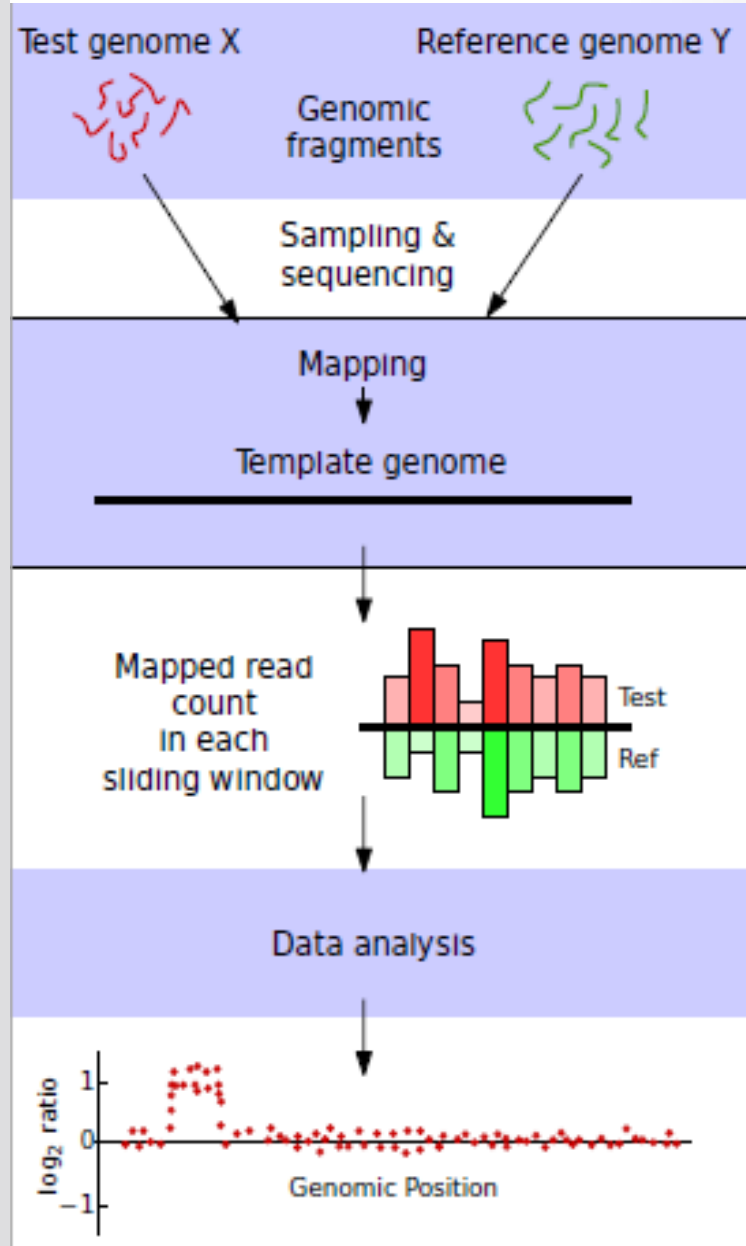 Test genome X
Reference genome Y
Genomic
fragments
Sampling &
sequencing
Mapping
Template genome
Mapped read
count
in each
sliding window
Test
Ref
Data analysis
log2 ratio
1
0
−1
Genomic Position